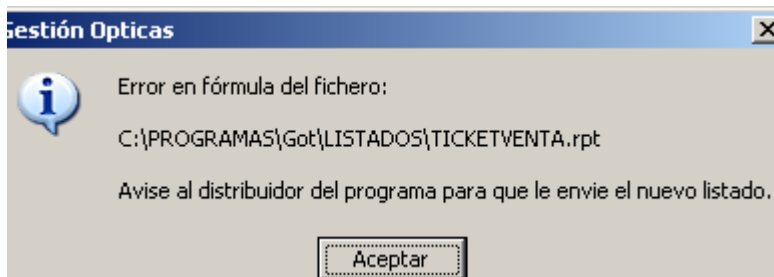 Gestión Opticas
Error en fórmula del fichero:
C:\PROGRAMAS\Got\LISTADOS\TICKETVENTA.rpt
Avise al distribuidor del programa para que le envie el nuevo listado.
Aceptar